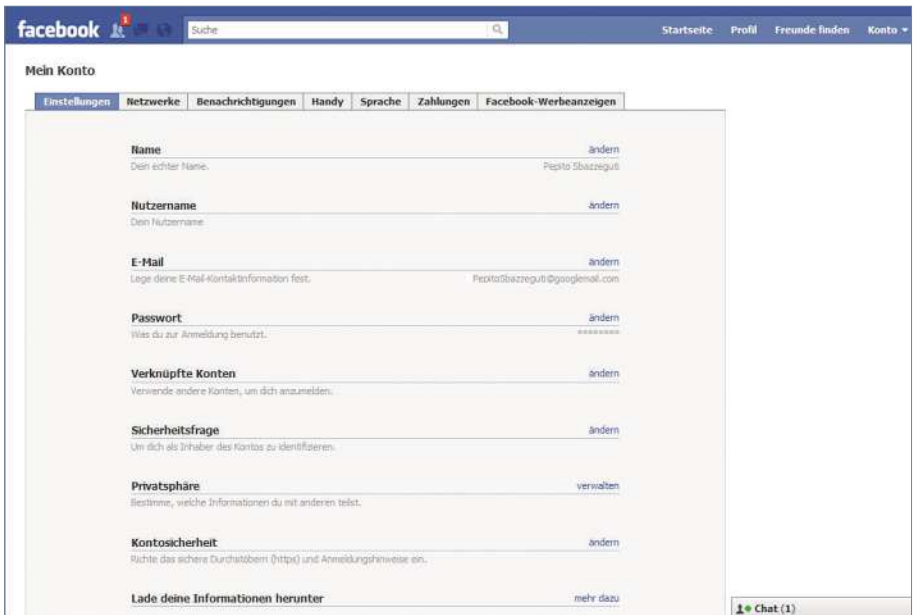 facebook 1 Suche Startseite Profil Freunde finden Konto
Mein Konto
Einstellungen Netzwerke Benachrichtigungen Handy Sprache Zahlungen Facebook-Werbeanzeigen
Name ändern
Dein echter Name. Pepito Sbazzeguti
Nutzername ändern
Dein Nutzername
E-Mail ändern
Lege deine E-Mail-Kontaktinformation fest. PepitoSbazzeguti@googlemail.com
Passwort ändern
Was du zur Anmeldung benutzt. ********
Verknüpfte Konten ändern
Verwende andere Konten, um dich anzumelden.
Sicherheitsfrage ändern
Um dich als Inhaber des Kontos zu identifizieren.
Privatsphäre verwalten
Bestimme, welche Informationen du mit anderen teilst.
Kontosicherheit ändern
Richte das sichere Durchstöbern (https) und Anmeldungshinweise ein.
Lade deine Informationen herunter mehr dazu
Chat (1)